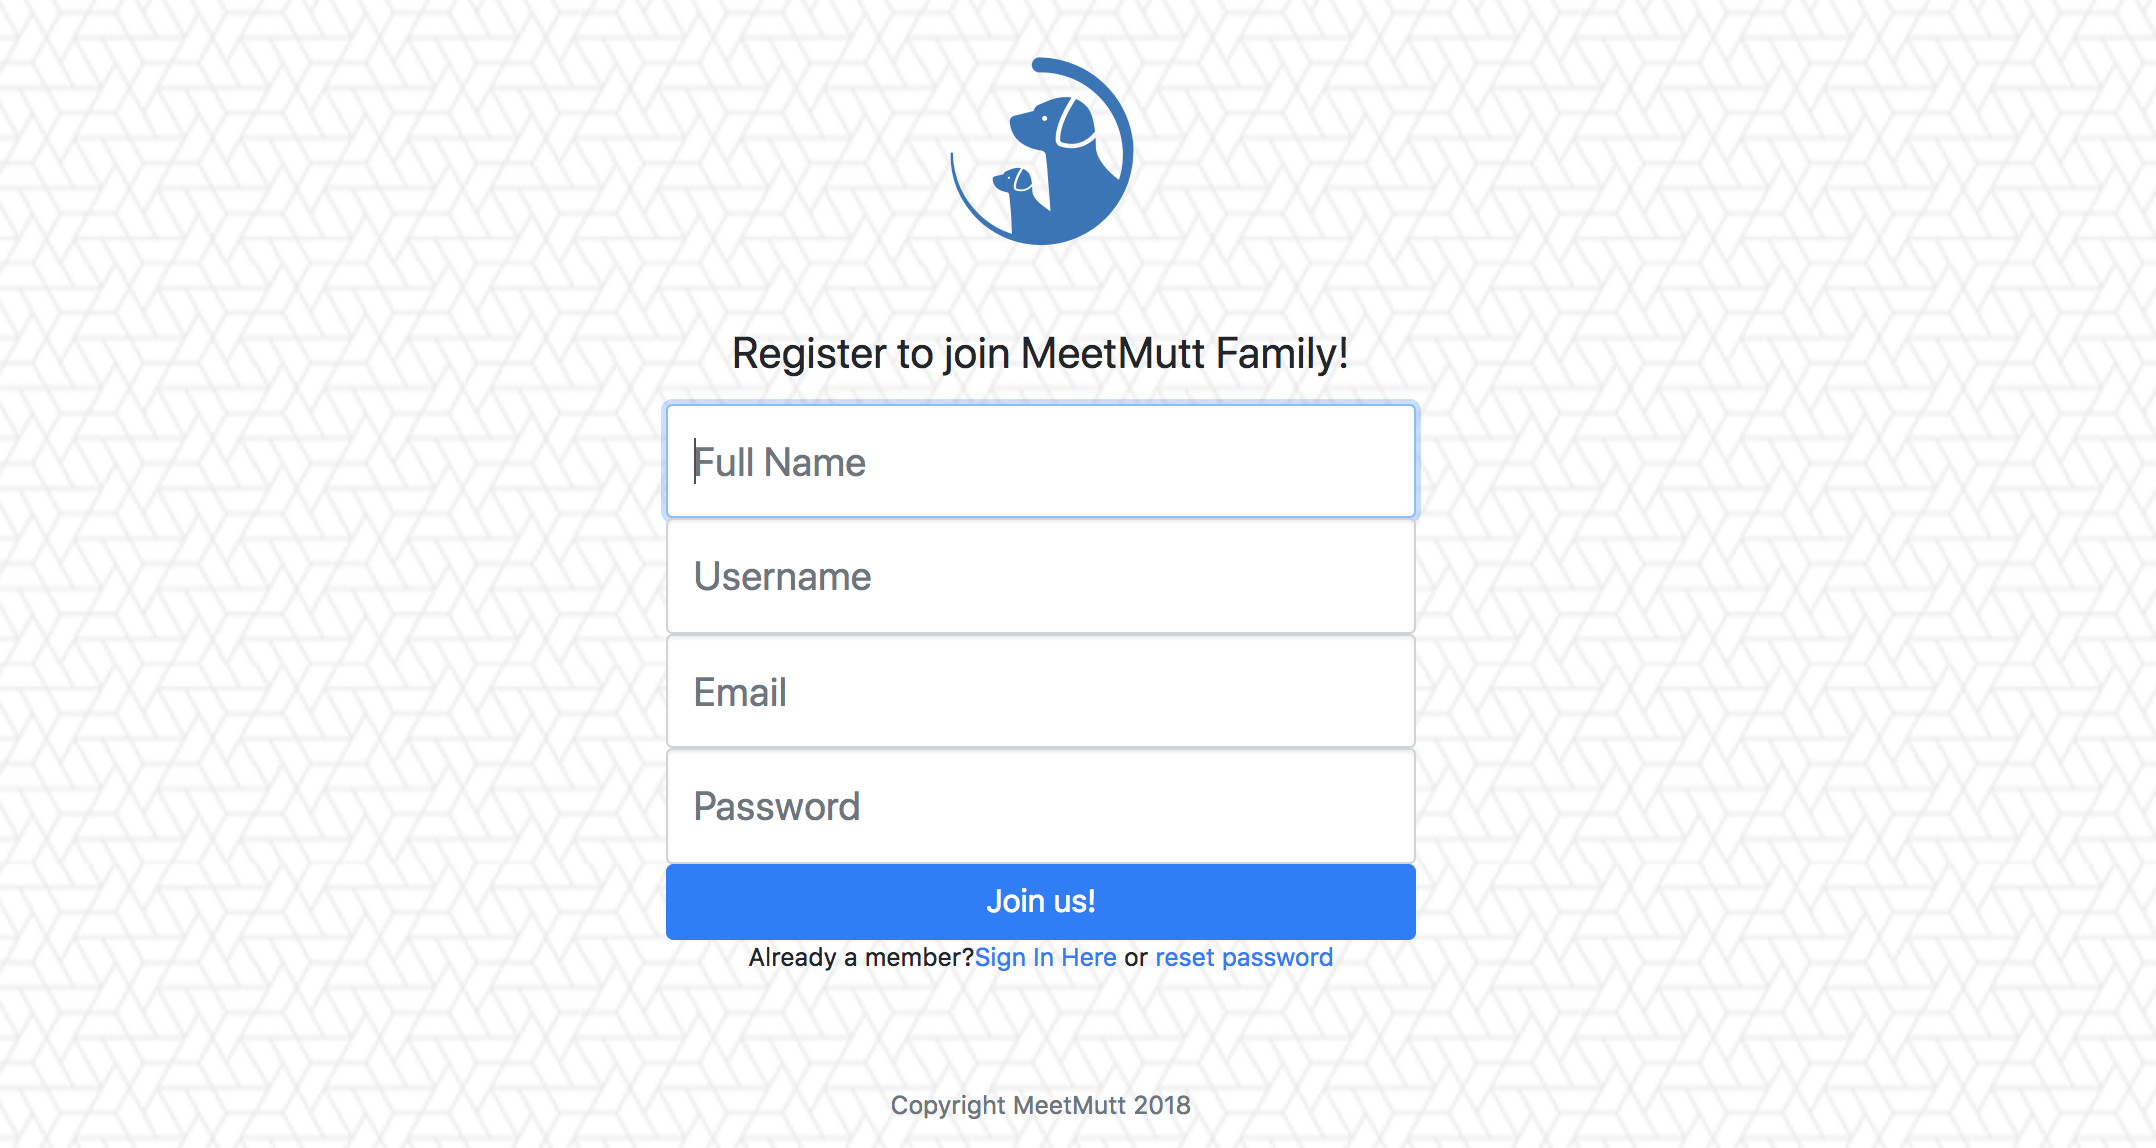 Register to join MeetMutt Family!
Full Name
Username
Email
Password
Join us!
Already a member?Sign In Here or reset password
Copyright MeetMutt 2018